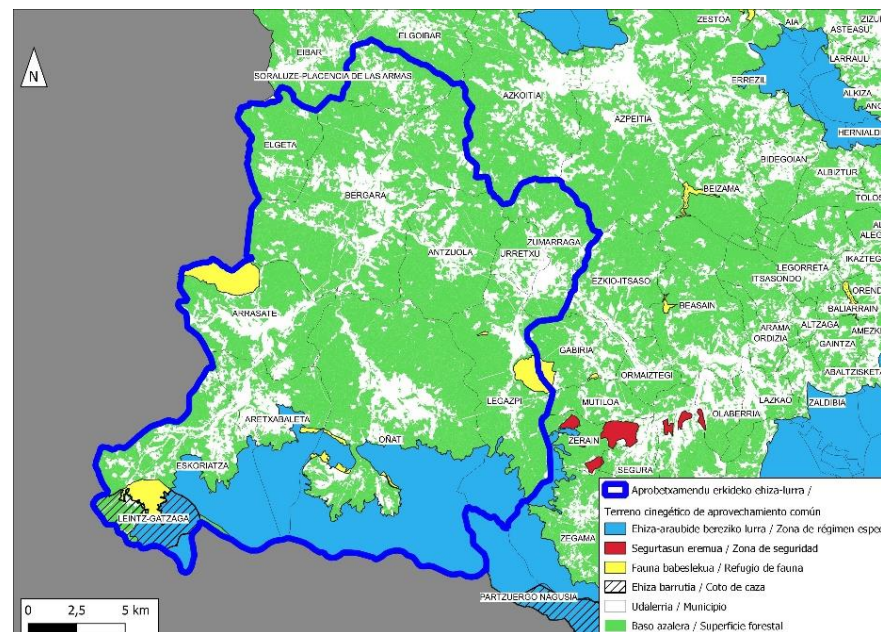 ZESTOA
AIA
ZIZU
ELGOIBAR
ASTEASU
EIBAR
LARRAUL
N
SORALUZE-PLACENCIA DE LAS ARMAS
ERREZIL
ALKIZA
AZKOITIA
AZPEITIA
HERNIALD
ELGETA
BIDEGOIAN
ALBIZTUR
BERGARA
BEIZAMA
TOLOS
ZUMARRAGA
ANTZUOLA
URRETXU
LEGORRETA
IKAZTEG
EZKIO-ITSASO
ITSASONDO
OREND
BEASAIN
BALIARRAIN
ARRASATE
ARAMA
ALTZAGA
AMEZK
ORDIZIA
GAINTZA
GABIRIA
ORMAIZTEGI
ABALTZISKETA
LEGAZPI
MUTILOA
LAZKAO
ZALDIBIA
ARETXABALETA
OLABERRIA
OÑATI
ZERAIN
ESKORIATZA
SEGURA
LEINTZ-GATZAGA
ZEGAMA
PARTZUERGO NAGUSIA
Aprobetxamendu erkideko ehiza-lurra /
Terreno cinegético de aprovechamiento común
Ehiza-araubide bereziko lurra / Zona de régimen espec
Segurtasun eremua / Zona de seguridad
Fauna babeslekua / Refugio de fauna
Ehiza barrutia / Coto de caza
Udalerria / Municipio
Baso azalera / Superficie forestal
0 2,5 5 km